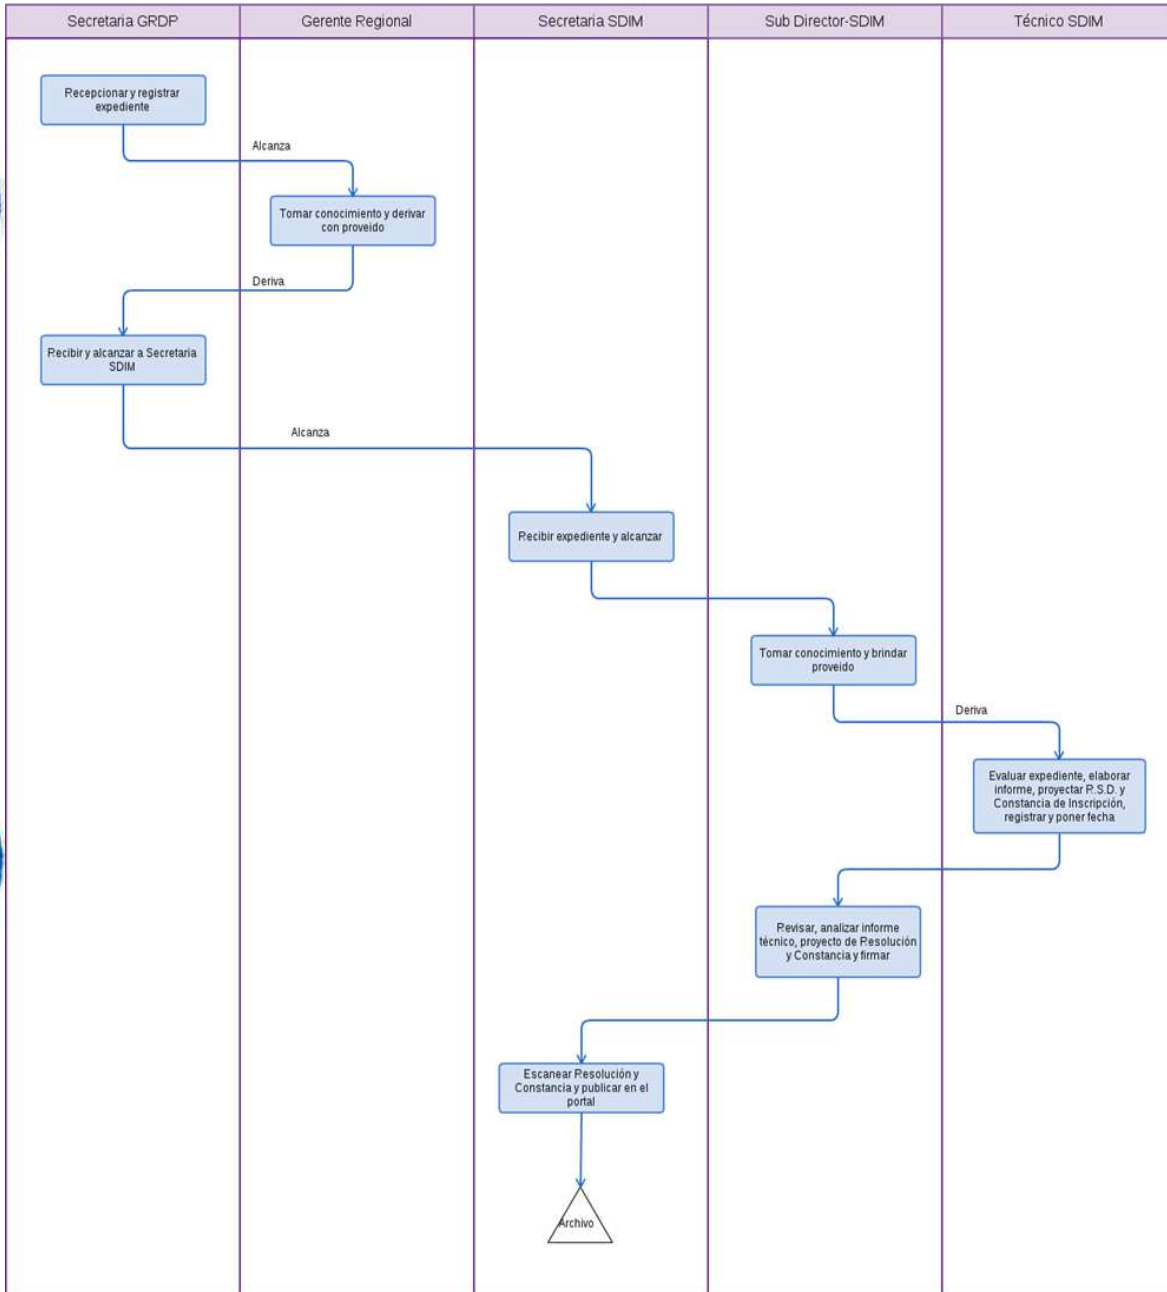 Secretaria GRDP
Gerente Regional
Secretaria SDIM
Sub Director-SDIM
Técnico SDIM
Recepcionar y registrar
expediente
Alcanza
Tomar conocimiento y derivar
con proveido
Deriva
Recibir y alcanzar a Secretaria
SDIM
Alcanza
Recibir expediente y alcanzar
Tomar conocimiento y brindar
proveido
Deriva
Evaluar expediente, elaborar
informe, proyectar R.S.D. y
Constancia de Inscripción,
registrar y poner fecha
Revisar, analizar informe
técnico, proyecto de Resolución
y Constancia y firmar
Escanear Resolución y
Constancia y publicar en el
portal
Archivo